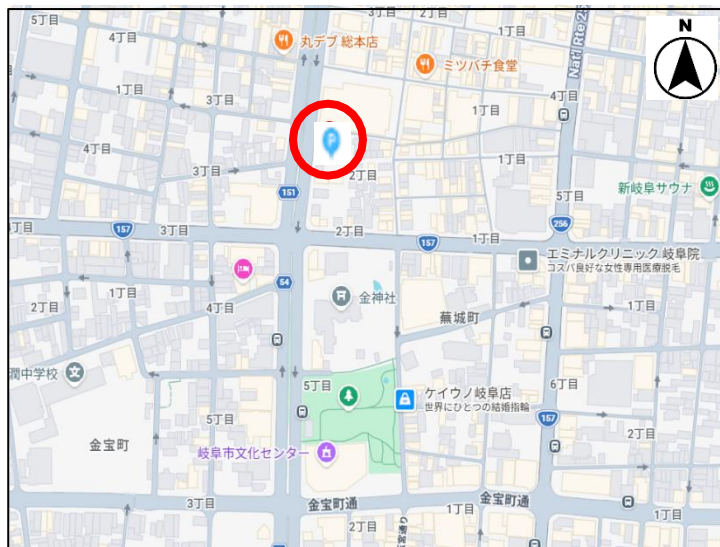 3丁目
2丁目
1丁目
4丁目
丸デブ 総本店
ミツバチ食堂
Nat'l Rte 25
N
1丁目
3丁目
4丁目
1丁目
P
4丁目
3丁目
2丁目
1丁目
5丁目
新岐阜サウナ
151
157
3丁目
2丁目
157
1丁目
256
エミナルクリニック 岐阜院
コスパ良好な女性専用医療脱毛
54
2丁目
1丁目
4丁目
金神社
蕪城町
1丁目
潤中学校
5丁目
ケイウノ岐阜店
世界にひとつの結婚指輪
6丁目
157
5丁目
金宝町
岐阜市文化センター
2丁目
3丁目
金宝町通
1丁目
金宝町通
1丁目
2丁目
2丁目
1丁目